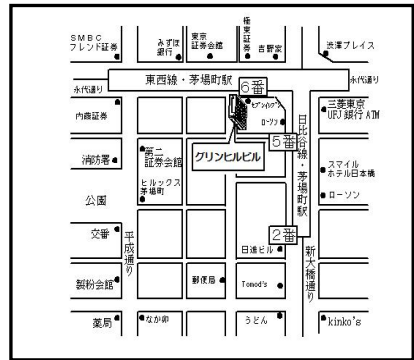 SMBC
フレンド証券
みずほ
銀行
東京
証券会館
極東証券
吉野家
渋澤プレイス
永代通り
東西線・茅場町駅
永代通り
6番
セブンイレブン
ローソン
内藤証券
三菱東京
UFJ銀行 ATM
5番
グリンヒルビル
消防署
第二
証券会館
ヒルックス
茅場町
日比谷線・茅場町駅
スマイル
ホテル日本橋
ローソン
公園
2番
交番
平成通り
日進ビル
新大橋通り
製粉会館
郵便局
Tomod's
薬局
なか卯
うどん
kinko's